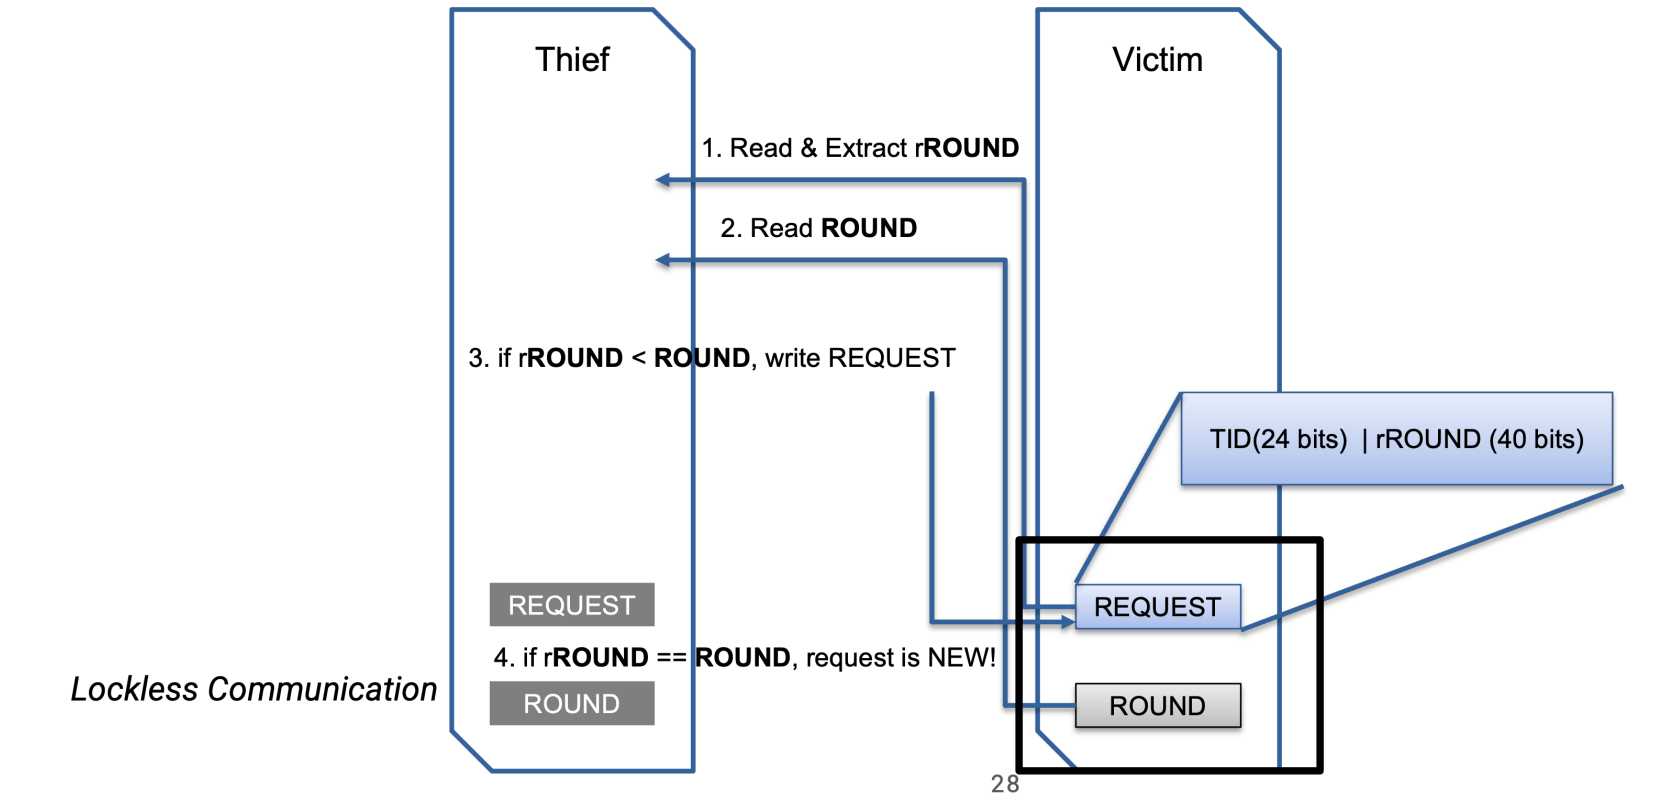 Thief
Victim
1. Read & Extract rROUND
2. Read ROUND
3. if rROUND < ROUND, write REQUEST
TID(24 bits) | rROUND (40 bits)
REQUEST
REQUEST
4. if rROUND == ROUND, request is NEW!
Lockless Communication
ROUND
ROUND
28